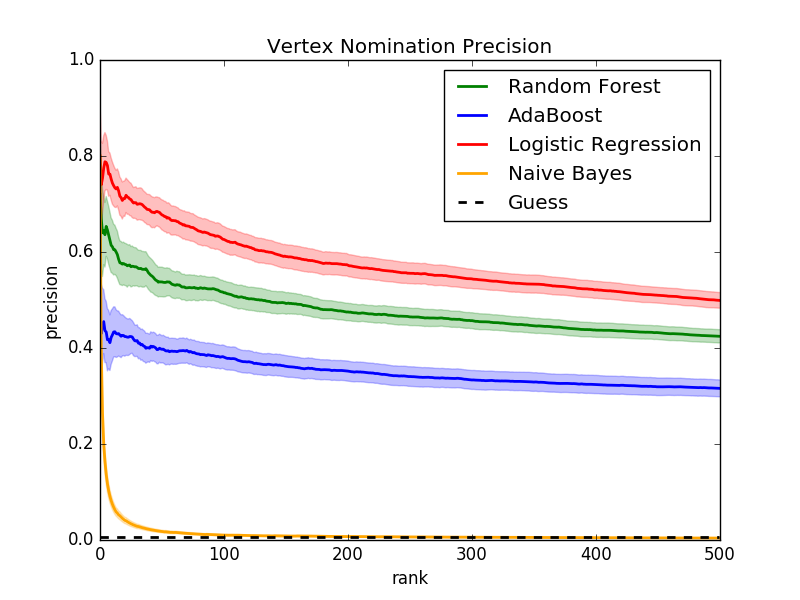 Vertex Nomination Precision
1.0
0.8
0.6
0.4
0.2
0.0
precision
Random Forest
AdaBoost
Logistic Regression
Naive Bayes
Guess
0 100 200 300 400 500
rank